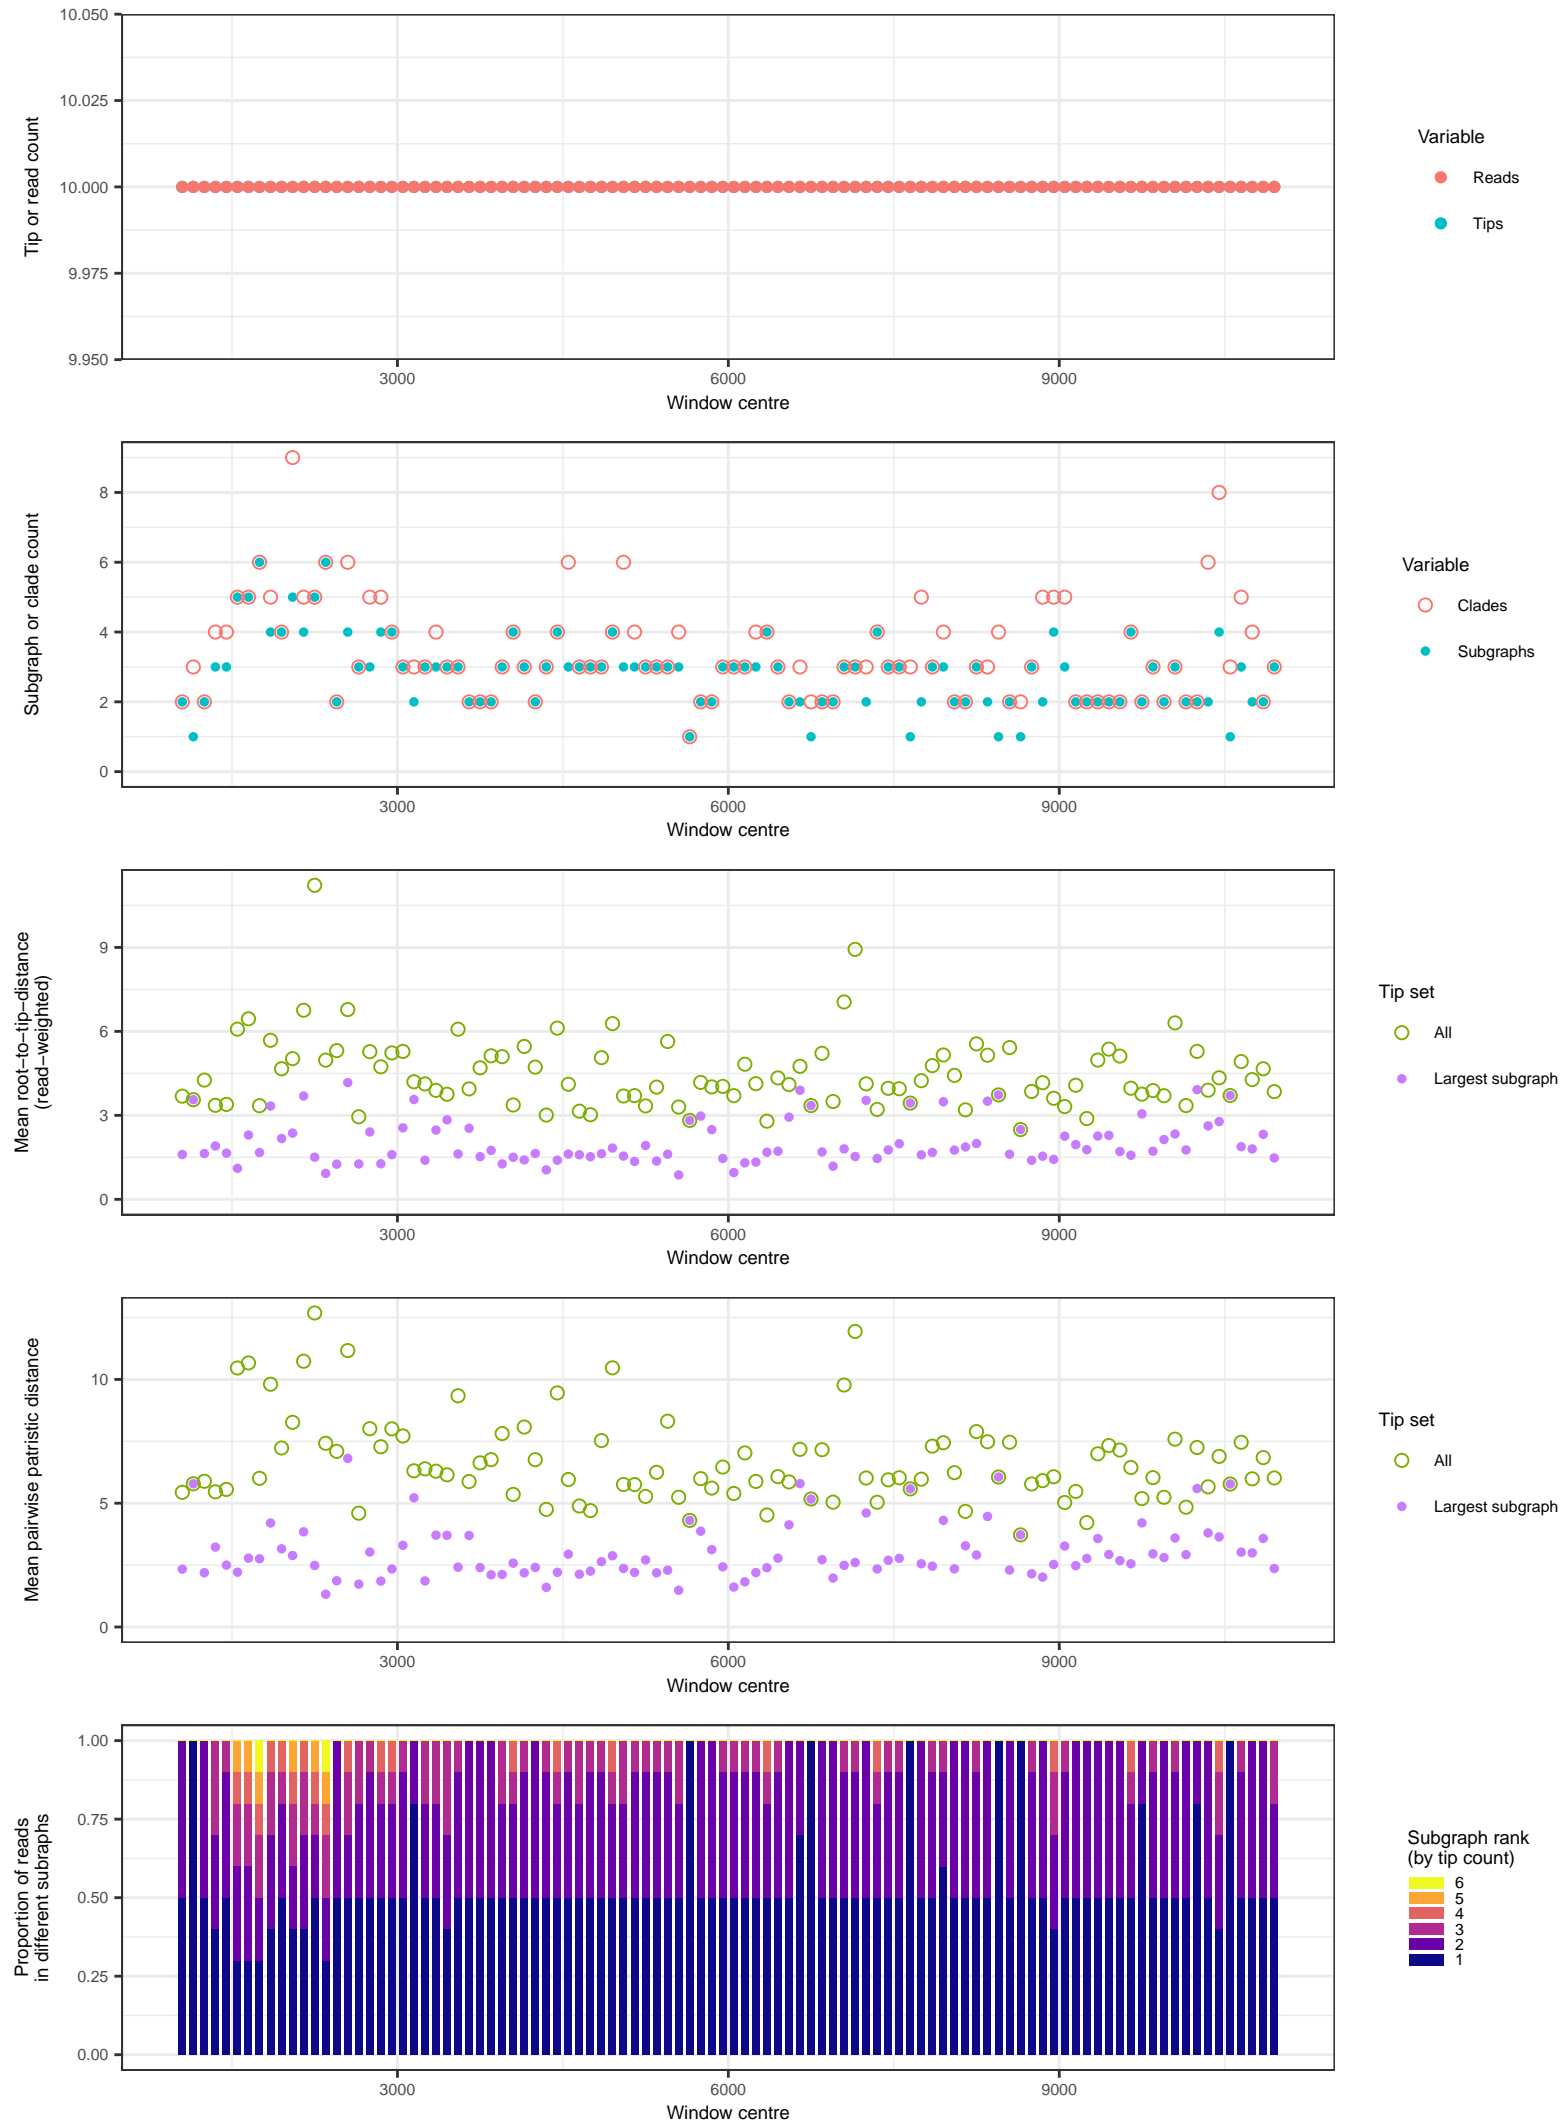 10.050
10.025
10.000
9.975
9.950
Tip or read count
3000 6000 9000
Window centre
Variable
Reads
Tips
8
6
4
2
0
Subgraph or clade count
3000 6000 9000
Window centre
Variable
Clades
Subgraphs
9
6
3
0
Mean root−to−tip−distance
(read−weighted)
3000 6000 9000
Window centre
Tip set
All
Largest subgraph
10
5
0
Mean pairwise patristic distance
3000 6000 9000
Window centre
Tip set
All
Largest subgraph
1.00
0.75
0.50
0.25
0.00
Proportion of reads
in different subraphs
3000 6000 9000
Window centre
Subgraph rank
(by tip count)
6
5
4
3
2
1